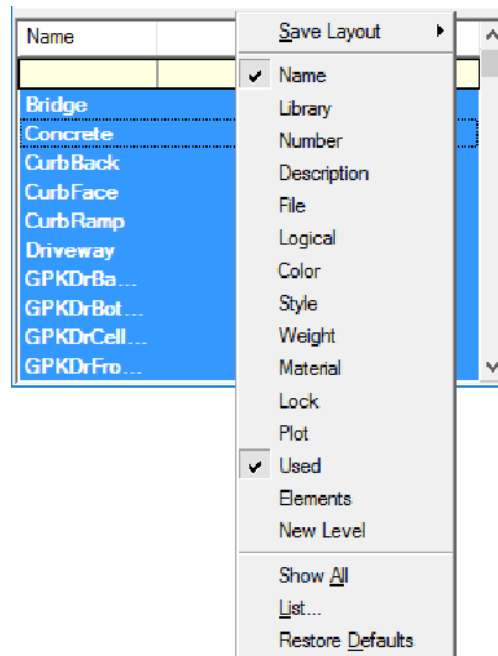 Name
Bridge
Concrete
CurbBack
CurbFace
CurbRamp
Driveway
GPKDrBa...
GPKDrBot...
GPKDrCell...
GPKDrFro...
Save Layout
Name
Library
Number
Description
File
Logical
Color
Style
Weight
Material
Lock
Plot
Used
Elements
New Level
Show All
List...
Restore Defaults